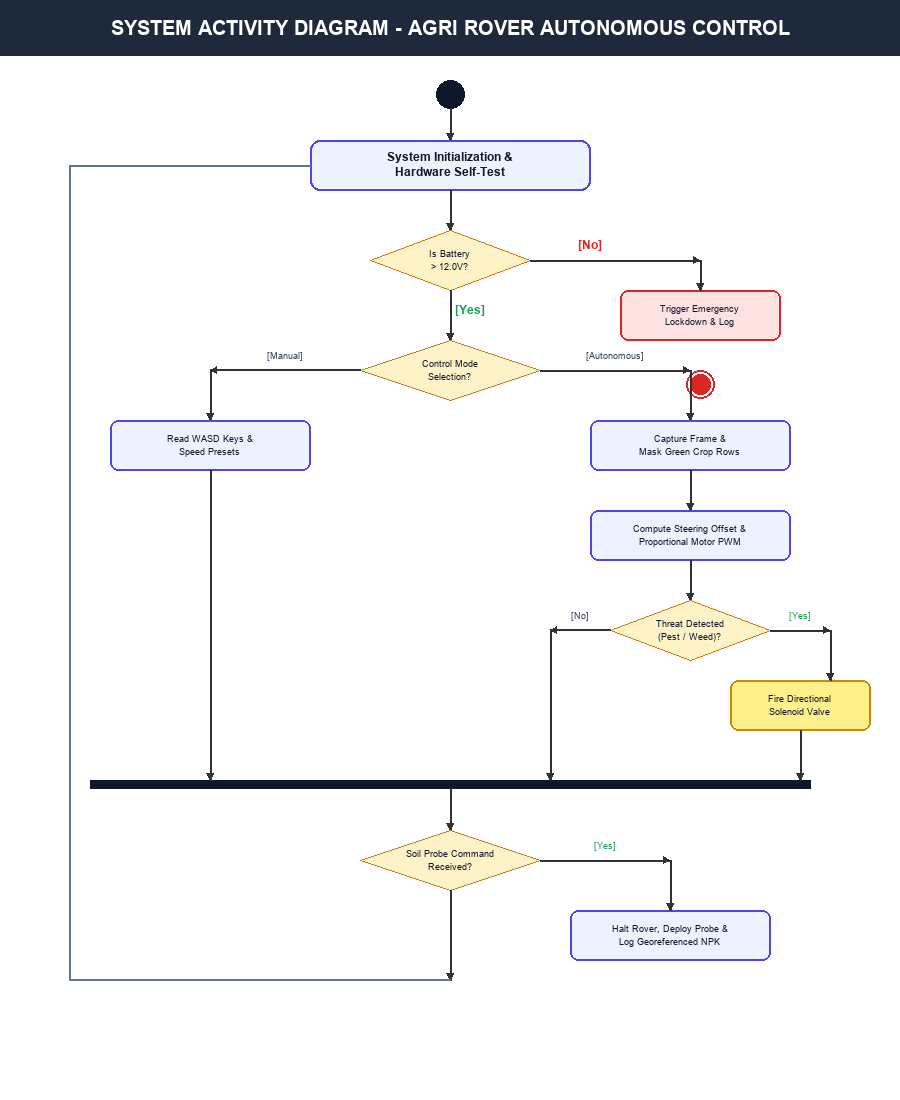 SYSTEM ACTIVITY DIAGRAM - AGRI ROVER AUTONOMOUS CONTROL
System Initialization &
Hardware Self-Test
Is Battery
> 12.0V?
[No]
[Yes]
Trigger Emergency
Lockdown & Log
Control Mode
Selection?
[Manual]
[Autonomous]
Read WASD Keys &
Speed Presets
Capture Frame &
Mask Green Crop Rows
Compute Steering Offset &
Proportional Motor PWM
Threat Detected
(Pest / Weed)?
[No]
[Yes]
Fire Directional
Solenoid Valve
Soil Probe Command
Received?
[Yes]
Halt Rover, Deploy Probe &
Log Georeferenced NPK